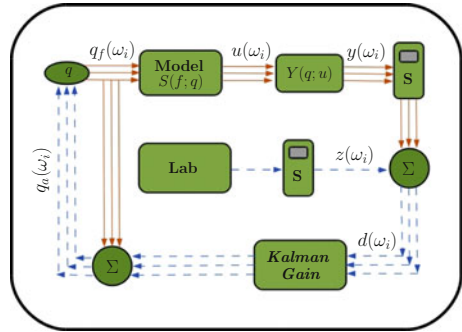 q_f(ω_i) u(ω_i) y(ω_i)
q Model Y(q; u) S
S(f; q)
q_a(ω_i) Lab S z(ω_i) Σ
Σ Kalman d(ω_i)
Gain